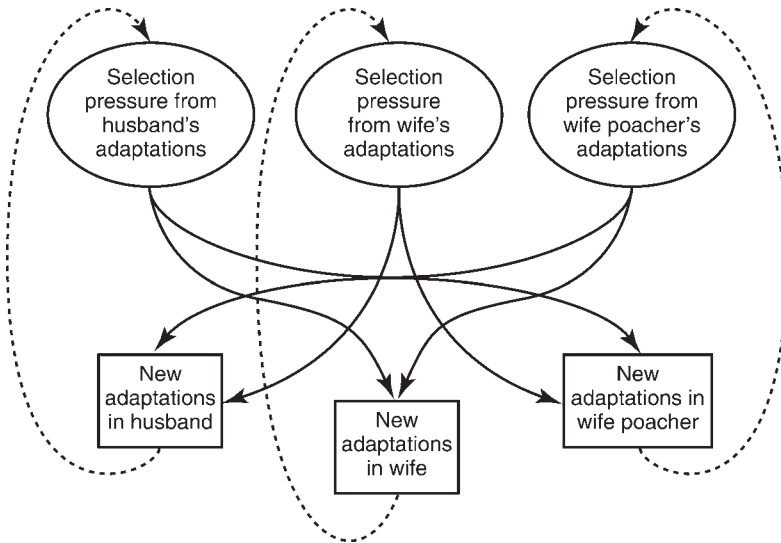 Selection
pressure from
husband's
adaptations
Selection
pressure
from wife's
adaptations
Selection
pressure from
wife poacher's
adaptations
New
adaptations
in husband
New
adaptations
in wife
New
adaptations in
wife poacher